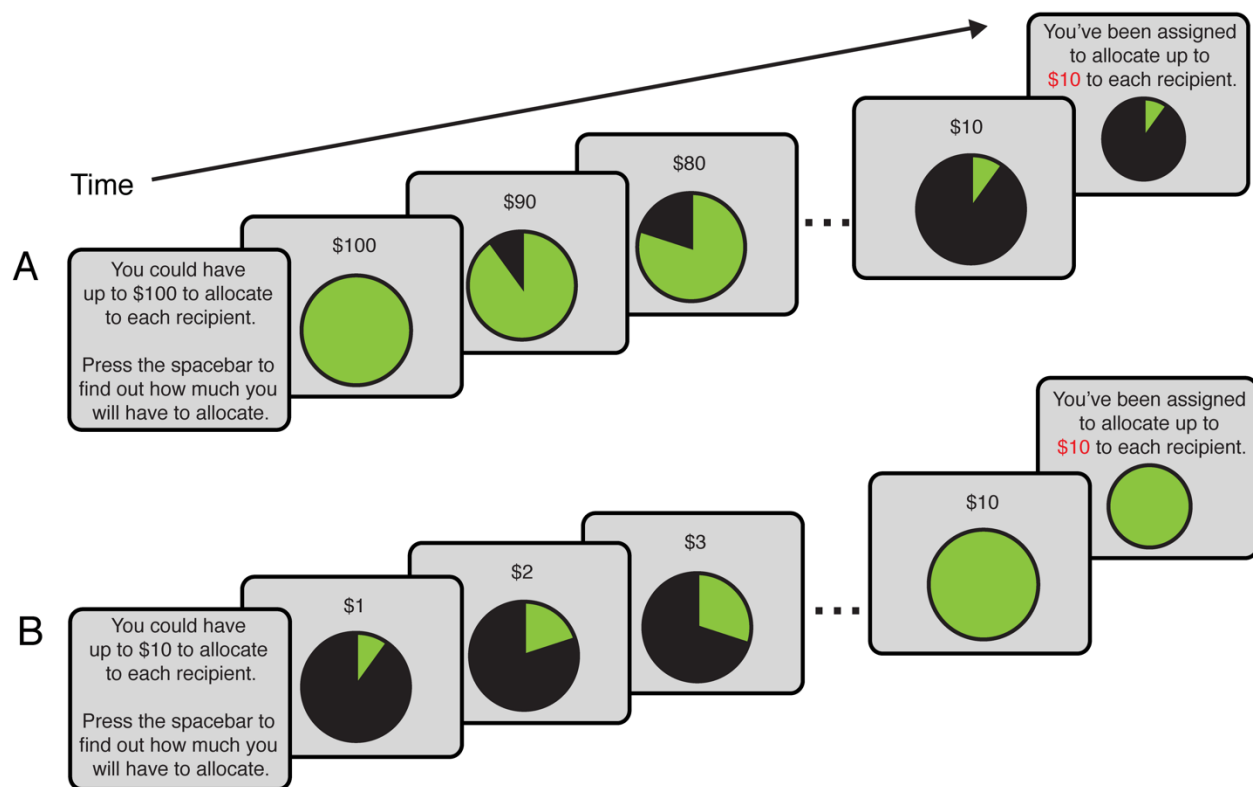 Time
A
You could have
up to $100 to allocate
to each recipient.
Press the spacebar to
find out how much you
will have to allocate.
$100
$90
$80
$10
You've been assigned
to allocate up to
$10 to each recipient.
B
You could have
up to $10 to allocate
to each recipient.
Press the spacebar to
find out how much you
will have to allocate.
$1
$2
$3
$10
You've been assigned
to allocate up to
$10 to each recipient.